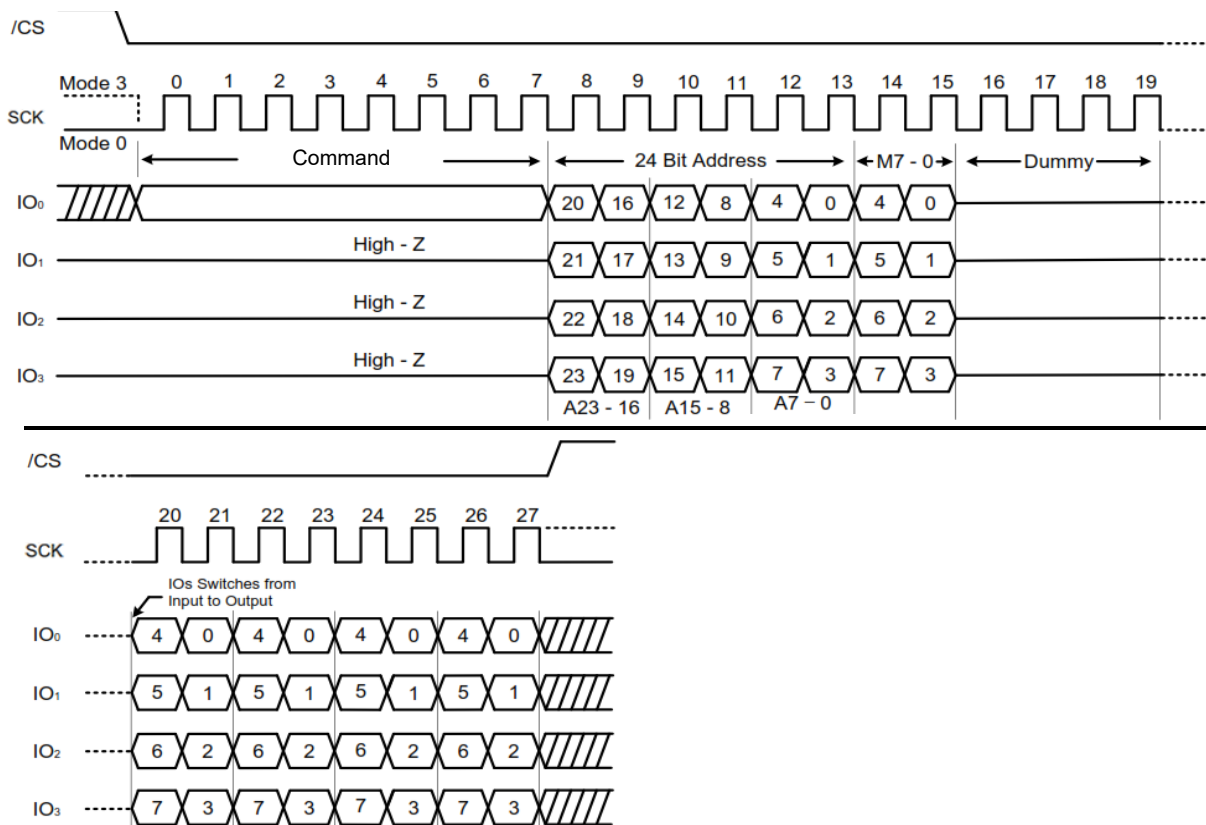 /CS
Mode 3 0 1 2 3 4 5 6 7 8 9 10 11 12 13 14 15 16 17 18 19
SCK
Mode 0
Command 24 Bit Address M7 - 0 Dummy
IO₀ 20 16 12 8 4 0 4 0
High - Z
IO₁ 21 17 13 9 5 1 5 1
High - Z
IO₂ 22 18 14 10 6 2 6 2
High - Z
IO₃ 23 19 15 11 7 3 7 3
A23 - 16 A15 - 8 A7 – 0
/CS
20 21 22 23 24 25 26 27
SCK
IOs Switches from
Input to Output
IO₀ 4 0 4 0 4 0 4 0
IO₁ 5 1 5 1 5 1 5 1
IO₂ 6 2 6 2 6 2 6 2
IO₃ 7 3 7 3 7 3 7 3